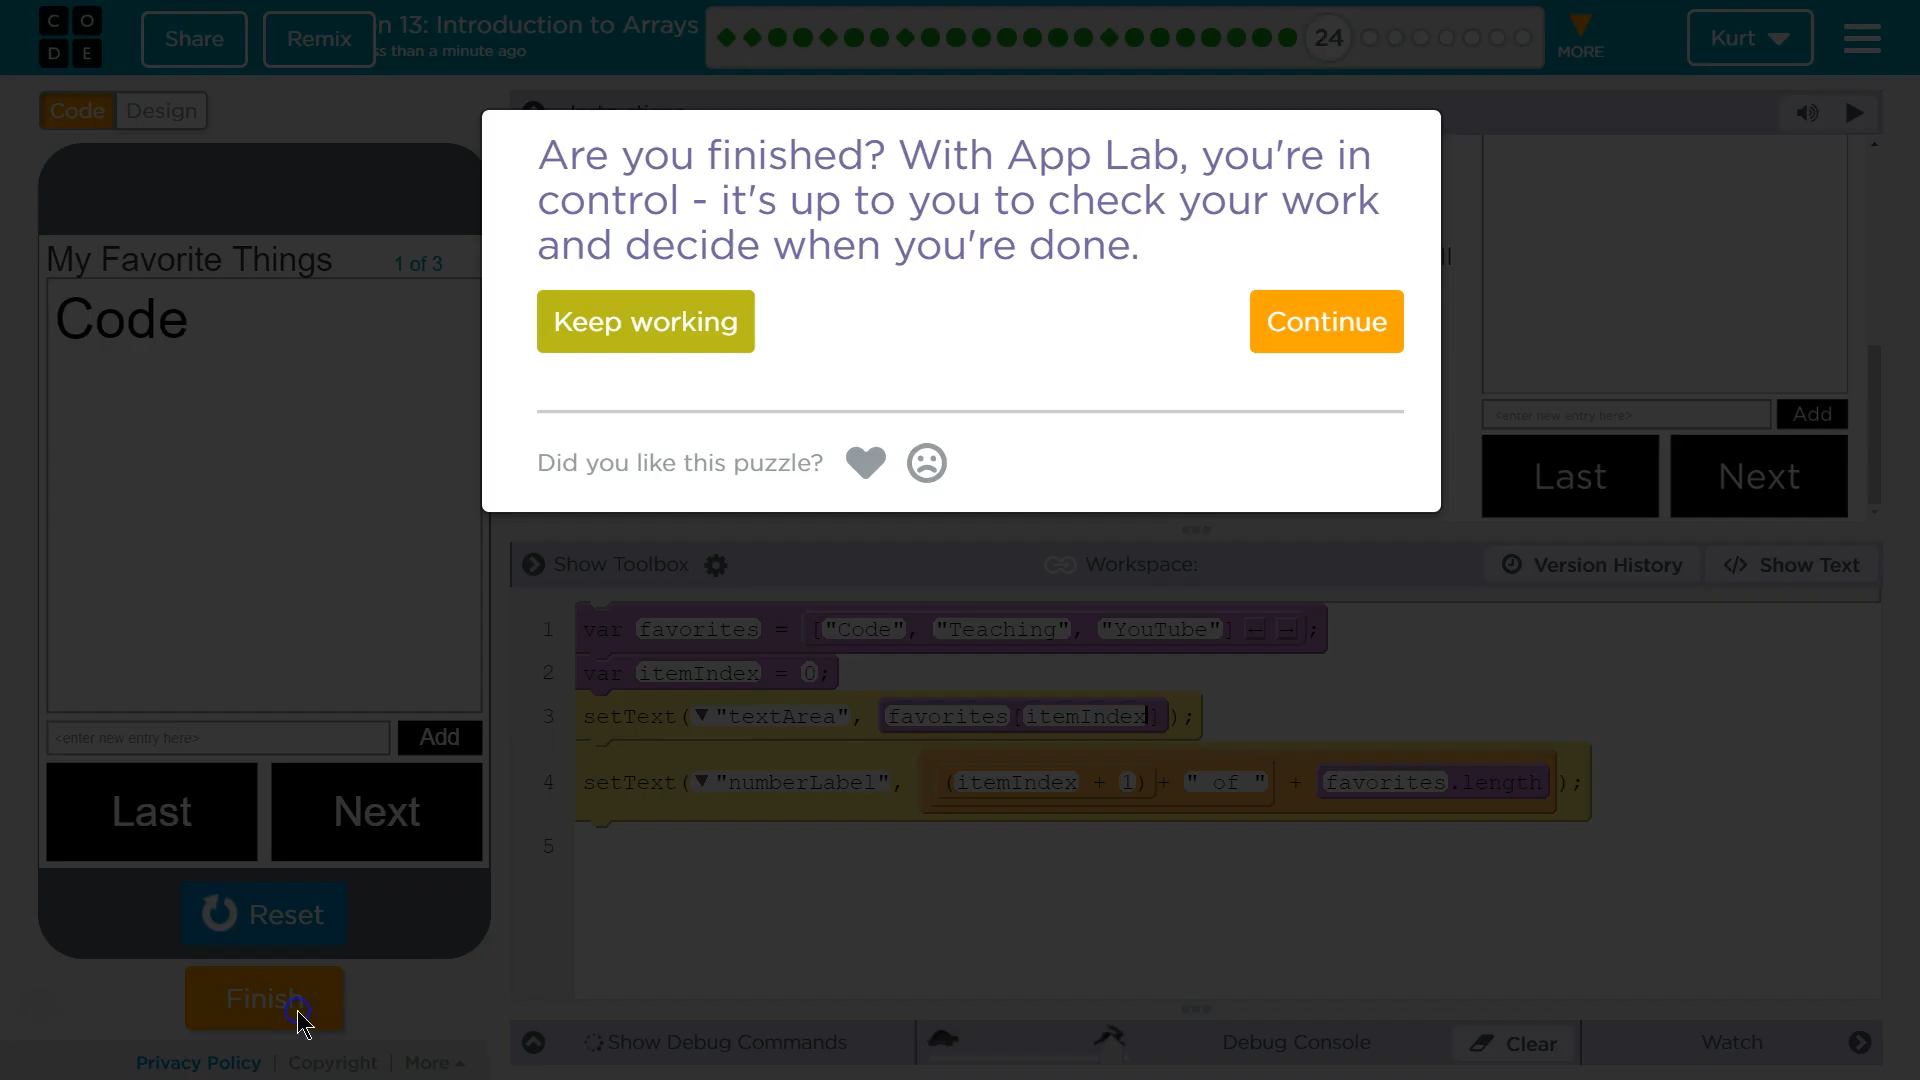 C O D E
Share
Remix
n 13: Introduction to Arrays
ss than a minute ago
24
MORE
Kurt
Code
Design
Are you finished? With App Lab, you're in
control - it's up to you to check your work
and decide when you're done.
Keep working
Continue
Did you like this puzzle?
My Favorite Things
1 of 3
Code
<enter new entry here>
Add
Last
Next
<enter new entry here>
Add
Last
Next
Reset
Finish
Show Toolbox
Workspace:
Version History
</> Show Text
1 var favorites = ["Code", "Teaching", "YouTube"] ← → ;
2 var itemIndex = 0;
3 setText(▼"textArea", favorites[itemIndex]);
4 setText(▼"numberLabel", (itemIndex + 1) + " of " + favorites.length);
5
Show Debug Commands
Debug Console
Clear
Watch
Privacy Policy | Copyright | More